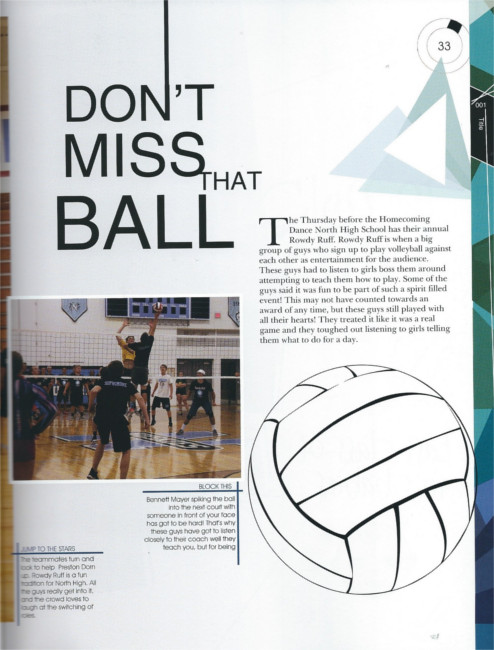 33
001
Title
DON'T
MISS
THAT
BALL
The Thursday before the Homecoming
Dance North High School has their annual
Rowdy Ruff. Rowdy Ruff is when a big
group of guys who sign up to play volleyball against
each other as entertainment for the audience.
These guys had to listen to girls boss them around
attempting to teach them how to play. Some of the
guys said it was fun to be part of such a spirit filled
event! This may not have counted towards an
award of any time, but these guys still played with
all their hearts! They treated it like it was a real
game and they toughed out listening to girls telling
them what to do for a day.
BLOCK THIS
Bennett Mayer spiking the ball
into the next court with
someone in front of your face
has got to be hard! That's why
these guys have got to listen
closely to their coach well they
teach you, but for being
JUMP TO THE STARS
The teammates turn and
look to help Preston Dorn
up. Rowdy Ruff is a fun
tradition for North High. All
the guys really get into it,
and the crowd loves to
laugh at the switching of
roles.